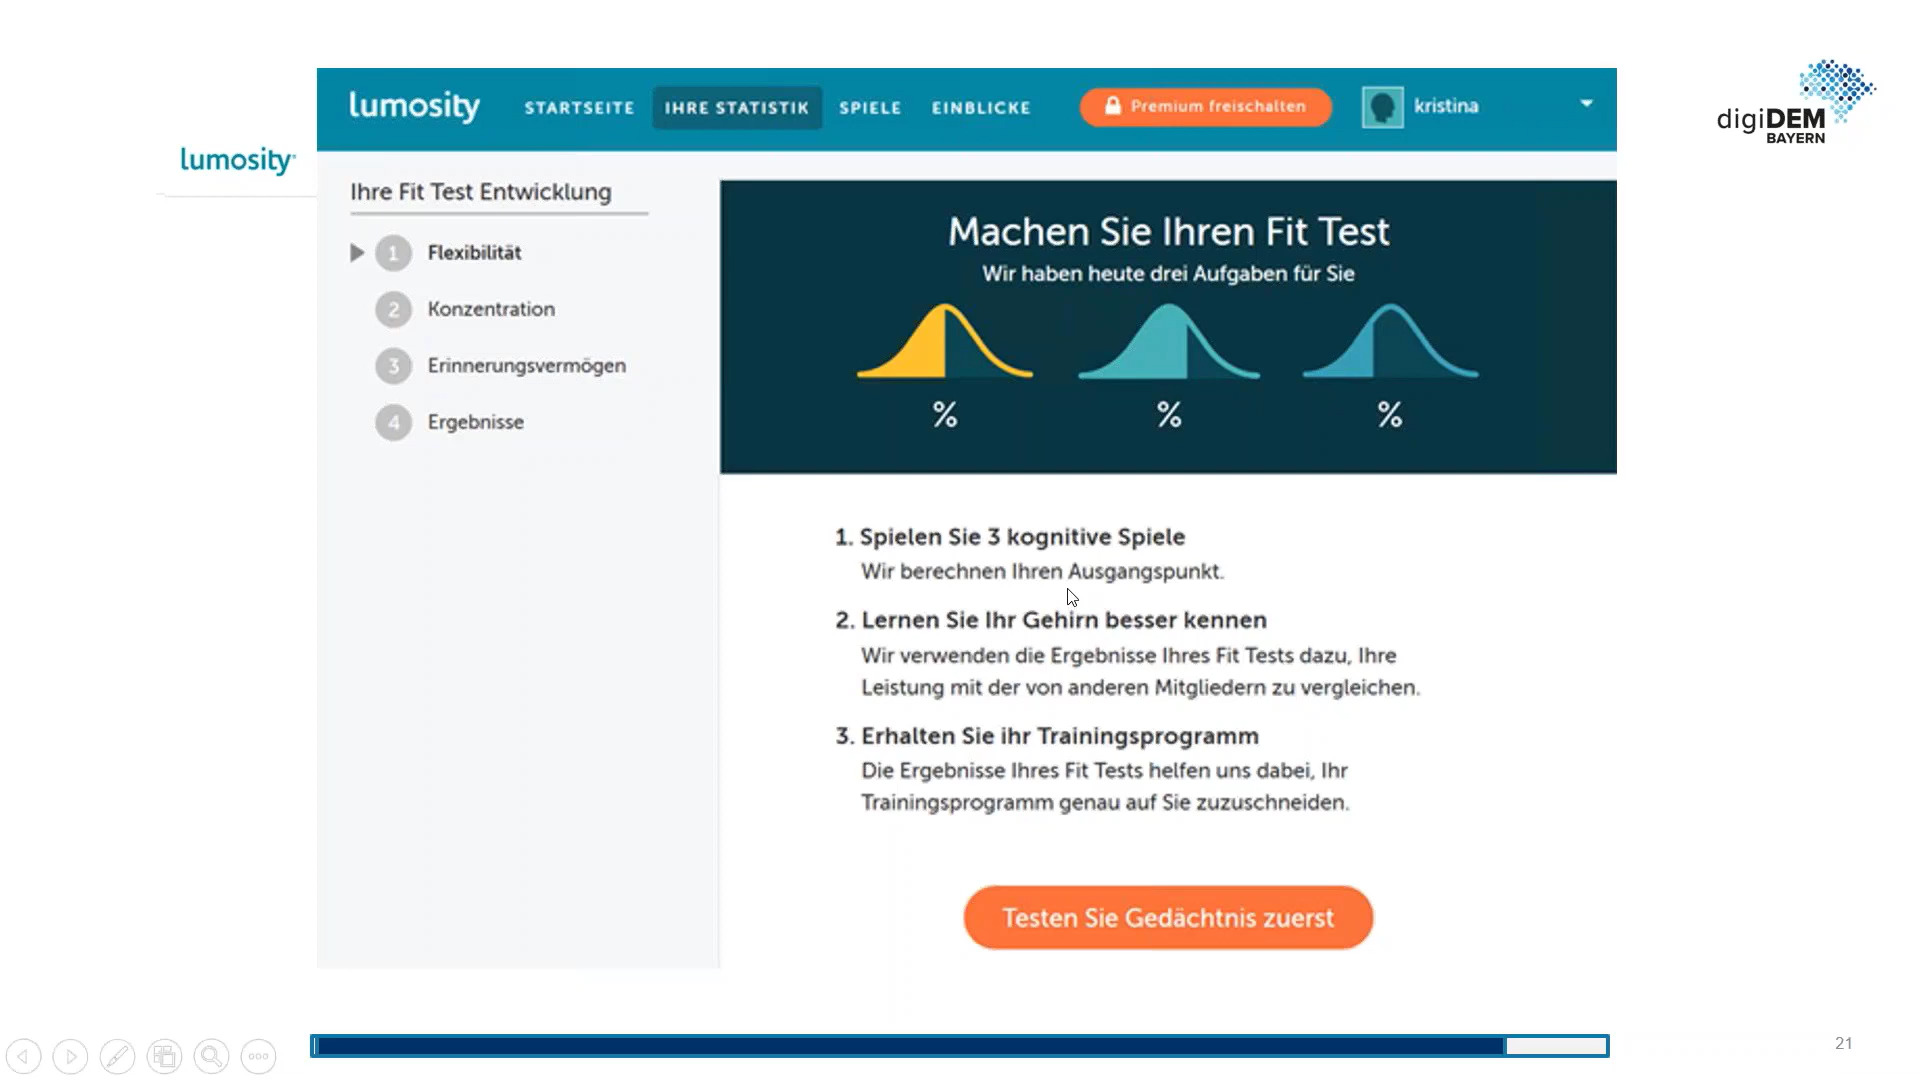 lumosity
STARTSEITE
IHRE STATISTIK
SPIELE
EINBLICKE
Premium freischalten
kristina
digiDEM
BAYERN
lumosity
Ihre Fit Test Entwicklung
1 Flexibilität
2 Konzentration
3 Erinnerungsvermögen
4 Ergebnisse
Machen Sie Ihren Fit Test
Wir haben heute drei Aufgaben für Sie
% % %
1. Spielen Sie 3 kognitive Spiele
Wir berechnen Ihren Ausgangspunkt.
2. Lernen Sie Ihr Gehirn besser kennen
Wir verwenden die Ergebnisse Ihres Fit Tests dazu, Ihre
Leistung mit der von anderen Mitgliedern zu vergleichen.
3. Erhalten Sie ihr Trainingsprogramm
Die Ergebnisse Ihres Fit Tests helfen uns dabei, Ihr
Trainingsprogramm genau auf Sie zuzuschneiden.
Testen Sie Gedächtnis zuerst
21